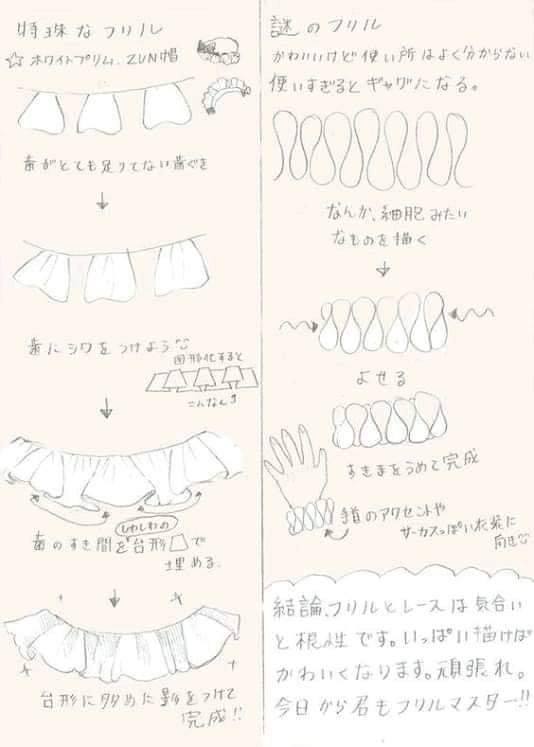 特殊なフリル
☆ホワイトプリム、ZUN帽
歯がとても足りてない歯ぐき
歯にシワをつけよう
図形化すると
こんなん
しわしわの
歯のすき間を台形で
埋める。
台形に多めに影をつけて
完成!!
謎のフリル
かわいいけど使い所はよく分からない
使いすぎるとギャグになる。
なんか、細胞みたい
なものを描く
よせる
すきまをうめて完成
手首のアクセントや
サーカスっぽい衣装に
向き
結論、フリルとレースは気合い
と根性です。いっぱい描けば
かわいくなります。頑張れ。
今日から君もフリルマスター!!